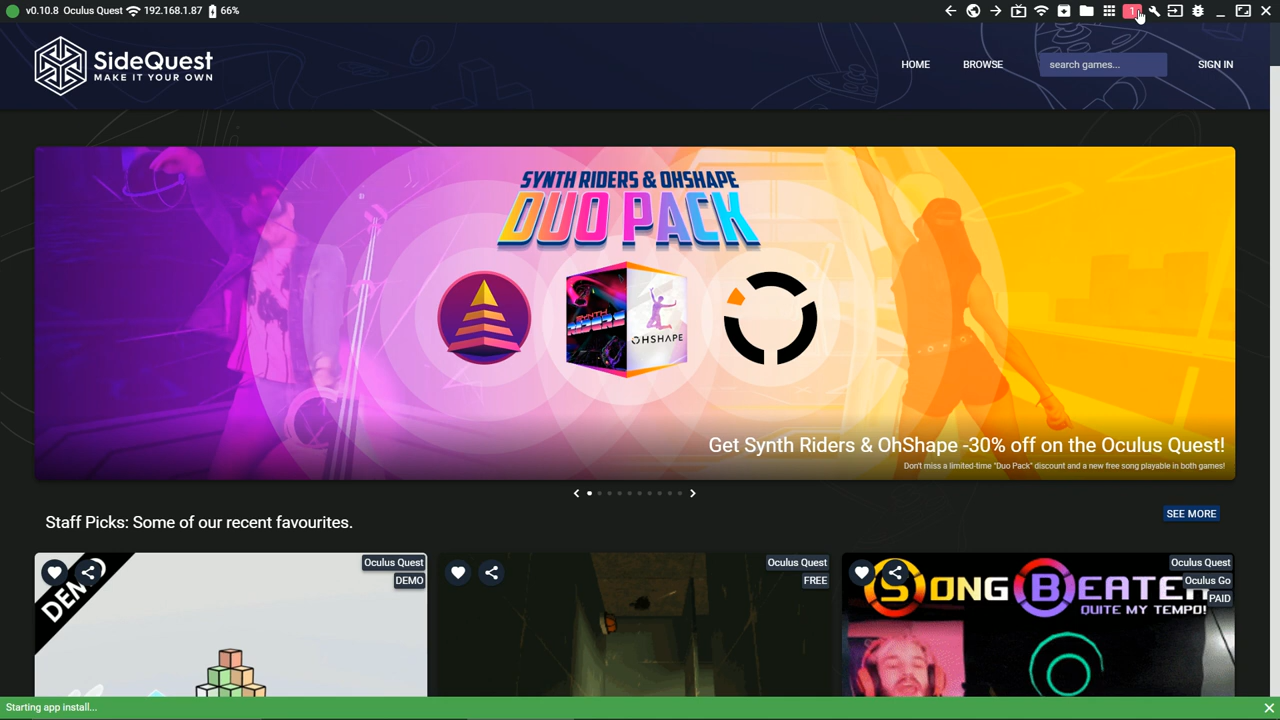 v0.10.8 Oculus Quest 192.168.1.87 66%
1
SideQuest
MAKE IT YOUR OWN
HOME
BROWSE
search games...
SIGN IN
SYNTH RIDERS & OHSHAPE
DUO PACK
SYNTH
RIDERS
OHSHAPE
Get Synth Riders & OhShape -30% off on the Oculus Quest!
Don't miss a limited-time "Duo Pack" discount and a new free song playable in both games!
Staff Picks: Some of our recent favourites.
SEE MORE
DEMO
Oculus Quest
DEMO
Oculus Quest
FREE
SONG BEATER
QUITE MY TEMPO!
Oculus Quest
Oculus Go
PAID
Starting app install...